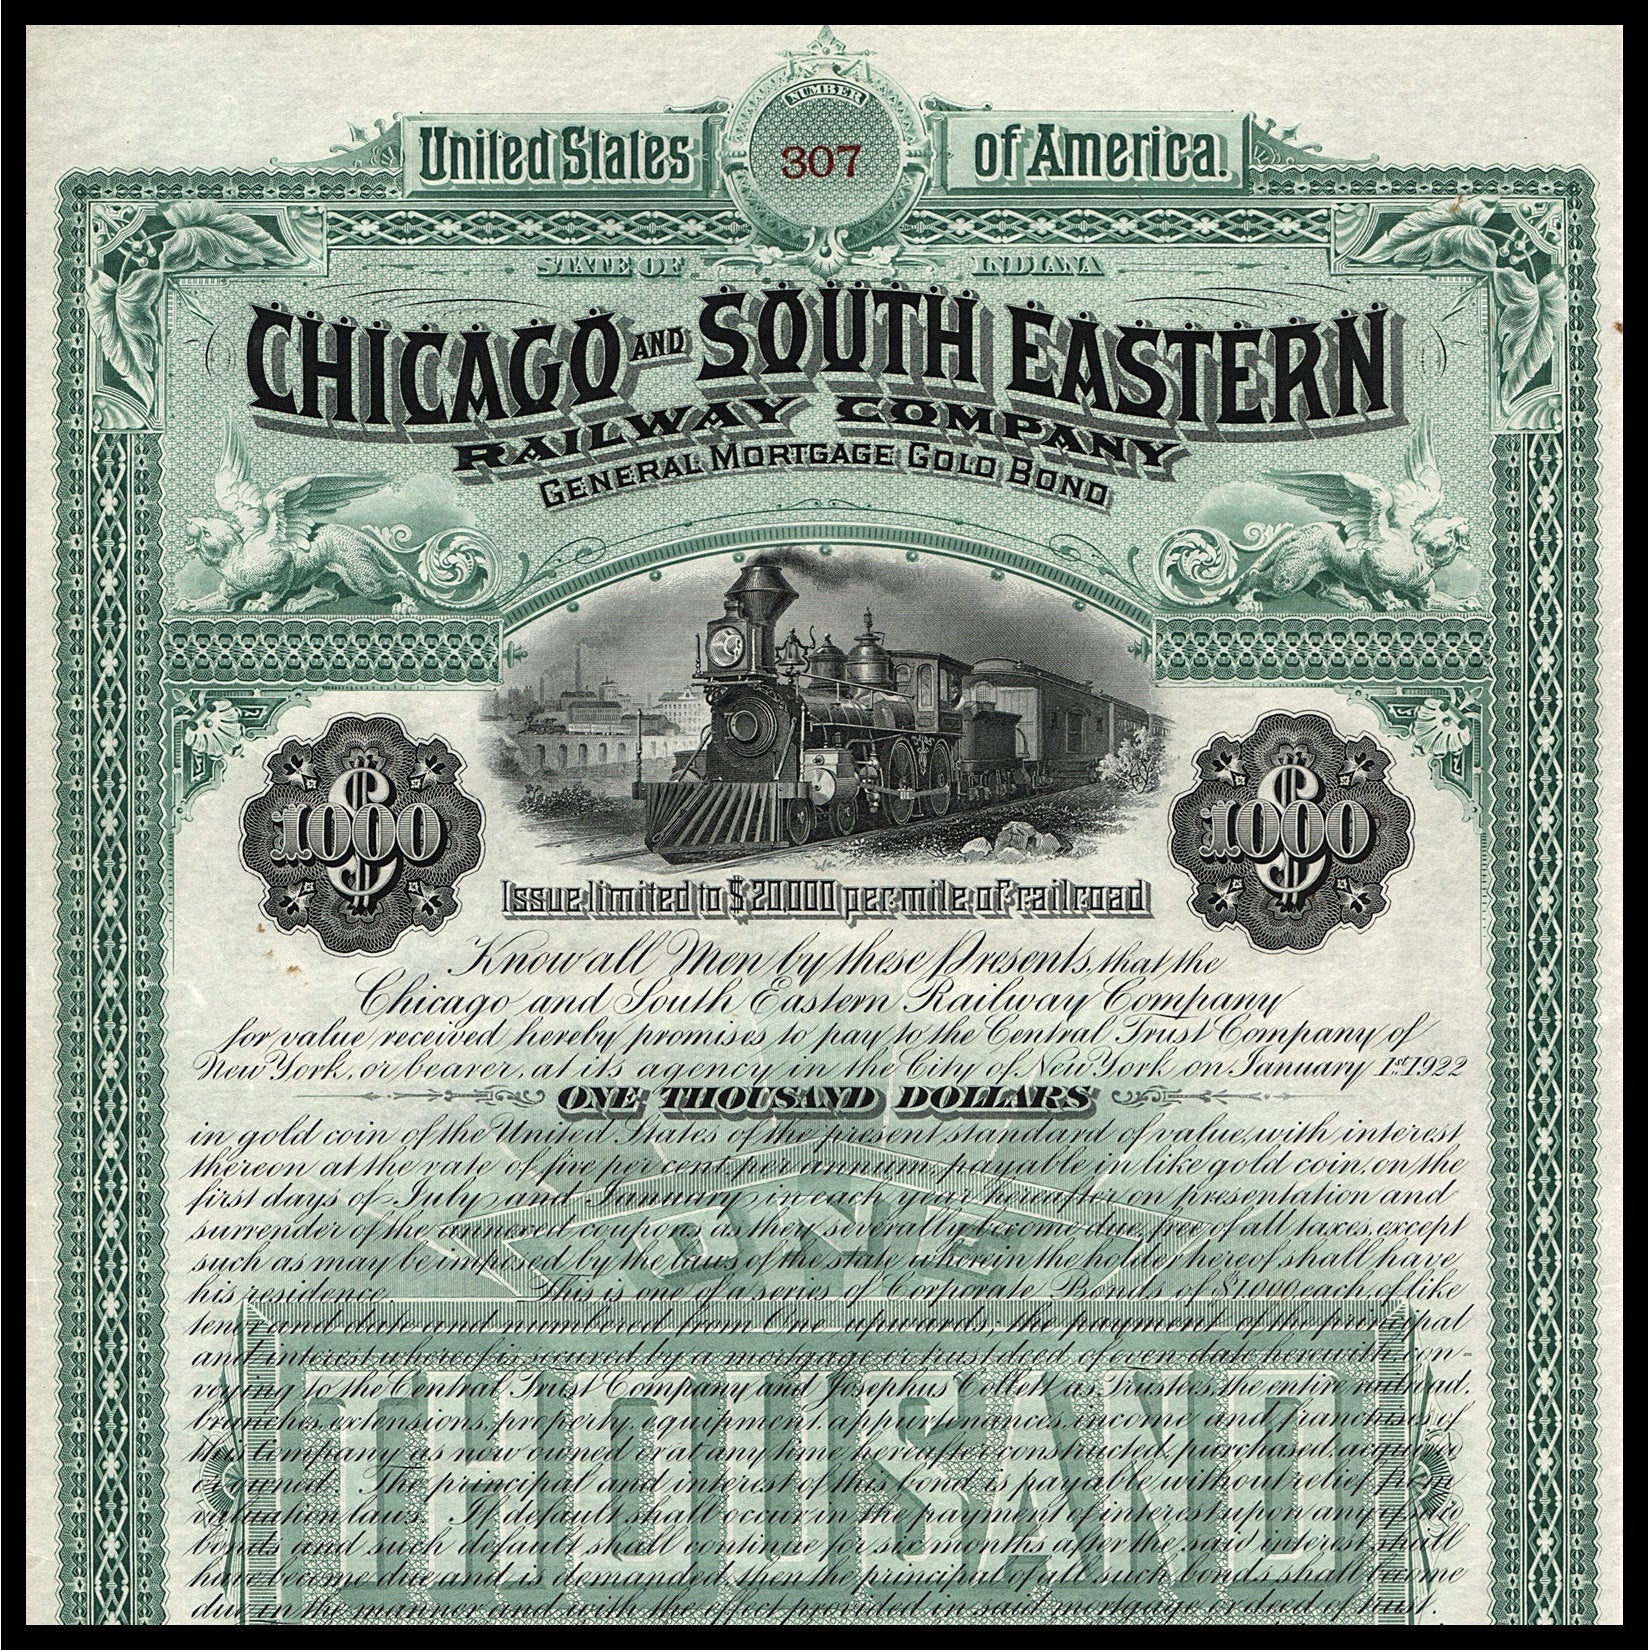 NUMBER
United States 307 of America.
STATE OF INDIANA
CHICAGO AND SOUTH EASTERN
RAILWAY COMPANY
GENERAL MORTGAGE GOLD BOND
$1000 $1000
Issue limited to $20,000 per mile of railroad
Know all Men by these Presents, that the
Chicago and South Eastern Railway Company
for value received hereby promises to pay to the Central Trust Company of
New York, or bearer, at its agency in the City of New York on January 1st 1922
ONE THOUSAND DOLLARS
in gold coin of the United States of the present standard of value, with interest
thereon at the rate of five per cent per annum, payable in like gold coin, on the
first days of July and January in each year hereafter on presentation and
surrender of the annexed coupons as they severally become due, free of all taxes, except
such as may be imposed by the laws of the state wherein the holder hereof shall have
his residence. This is one of a series of Corporate Bonds of $1000 each, of like
tenor and date and numbered from One upwards, the payment of the principal
and interest whereof is secured by a mortgage or trust deed of even date herewith, con-
veying to the Central Trust Company and Josephus Collett as Trustees, the entire railroad,
branches, extensions, property, equipment, appurtenances, income and franchises of
this Company as now owned or at any time hereafter constructed, purchased, acquired
or owned. The principal and interest of this bond is payable without relief from
valuation laws. If default shall occur in the payment of interest upon any of said
bonds and such default shall continue for six months after the said interest shall
have become due and is demanded, then the principal of all such bonds shall become
due in the manner and with the effect provided in said mortgage or deed of trust.
ONE
THOUSAND